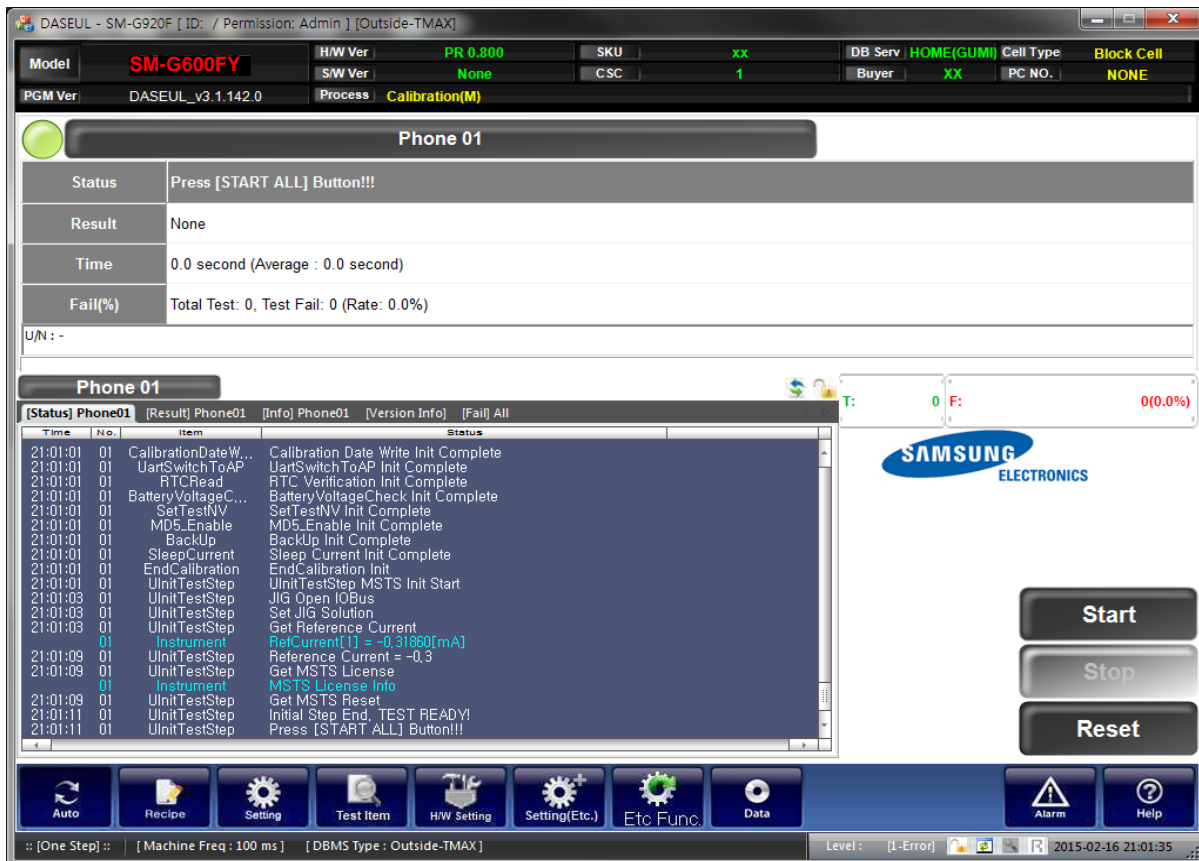 DASEUL - SM-G920F [ ID:  / Permission: Admin ] [Outside-TMAX]
Model SM-G600FY H/W Ver PR 0.800 SKU xx DB Serv HOME(GUMI) Cell Type Block Cell
S/W Ver None CSC 1 Buyer XX PC NO. NONE
PGM Ver DASEUL_v3.1.142.0 Process Calibration(M)
Phone 01
Status Press [START ALL] Button!!!
Result None
Time 0.0 second (Average : 0.0 second)
Fail(%) Total Test: 0, Test Fail: 0 (Rate: 0.0%)
U/N : -
Phone 01
T: 0 F: 0(0.0%)
[Status] Phone01 [Result] Phone01 [Info] Phone01 [Version Info] [Fail] All
Time No. Item Status
21:01:01 01 CalibrationDateW... Calibration Date Write Init Complete
21:01:01 01 UartSwitchToAP UartSwitchToAP Init Complete
21:01:01 01 RTCRead RTC Verification Init Complete
21:01:01 01 BatteryVoltageC... BatteryVoltageCheck Init Complete
21:01:01 01 SetTestNV SetTestNV Init Complete
21:01:01 01 MD5_Enable MD5_Enable Init Complete
21:01:01 01 BackUp BackUp Init Complete
21:01:01 01 SleepCurrent Sleep Current Init Complete
21:01:01 01 EndCalibration EndCalibration Init
21:01:01 01 UInitTestStep UInitTestStep MSTS Init Start
21:01:03 01 UInitTestStep JIG Open IOBus
21:01:03 01 UInitTestStep Set JIG Solution
21:01:03 01 UInitTestStep Get Reference Current
01 Instrument RefCurrent[1] = -0,31860[mA]
21:01:09 01 UInitTestStep Reference Current = -0,3
21:01:09 01 UInitTestStep Get MSTS License
01 Instrument MSTS License Info
21:01:09 01 UInitTestStep Get MSTS Reset
21:01:11 01 UInitTestStep Initial Step End, TEST READY!
21:01:11 01 UInitTestStep Press [START ALL] Button!!!
SAMSUNG
ELECTRONICS
Start
Stop
Reset
Auto Recipe Setting Test Item H/W Setting Setting(Etc.) Etc Func. Data Alarm Help
:: [One Step] :: [ Machine Freq : 100 ms ] [ DBMS Type : Outside-TMAX ] Level : [1-Error] R 2015-02-16 21:01:35